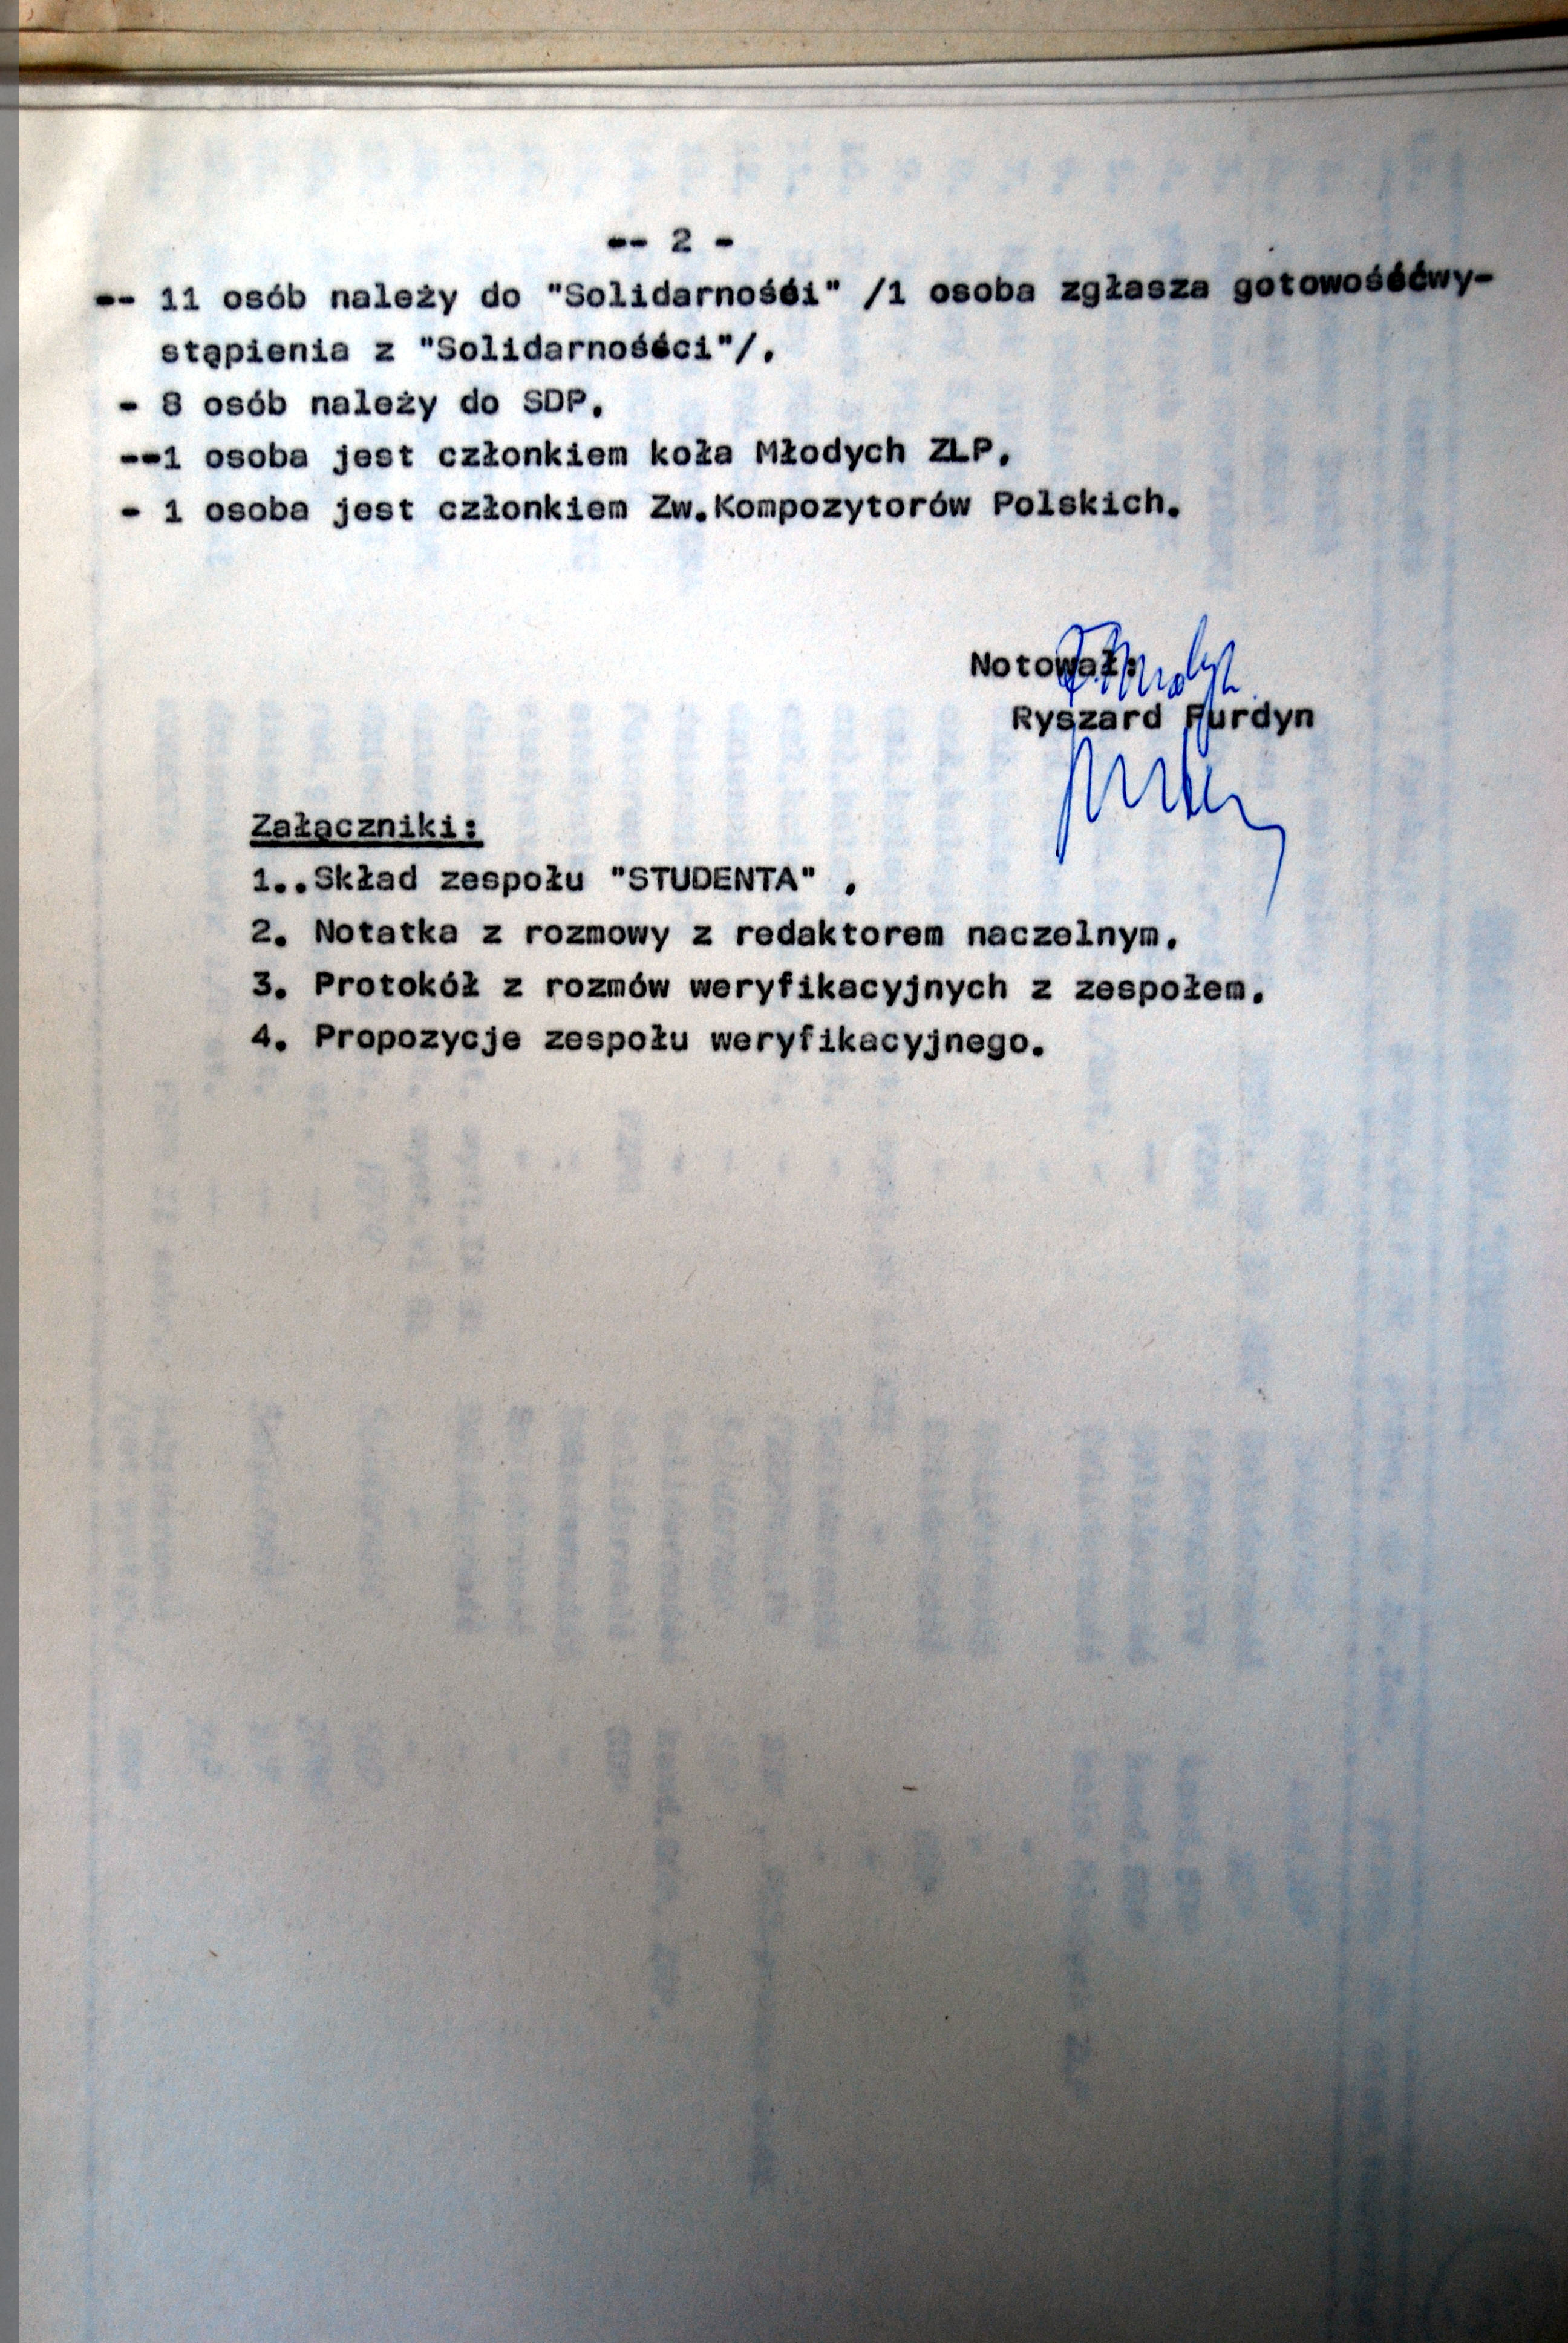 -- 2 -
-- 11 osób należy do "Solidarnośći" /1 osoba zgłasza gotowośććwy-
stąpienia z "Solidarnośćci"/.
- 8 osób należy do SDP.
--1 osoba jest członkiem koła Młodych ZLP.
- 1 osoba jest członkiem Zw.Kompozytorów Polskich.
Notował:
Ryszard Furdyn
Załączniki:
1..Skład zespołu "STUDENTA" .
2. Notatka z rozmowy z redaktorem naczelnym.
3. Protokół z rozmów weryfikacyjnych z zespołem.
4. Propozycje zespołu weryfikacyjnego.